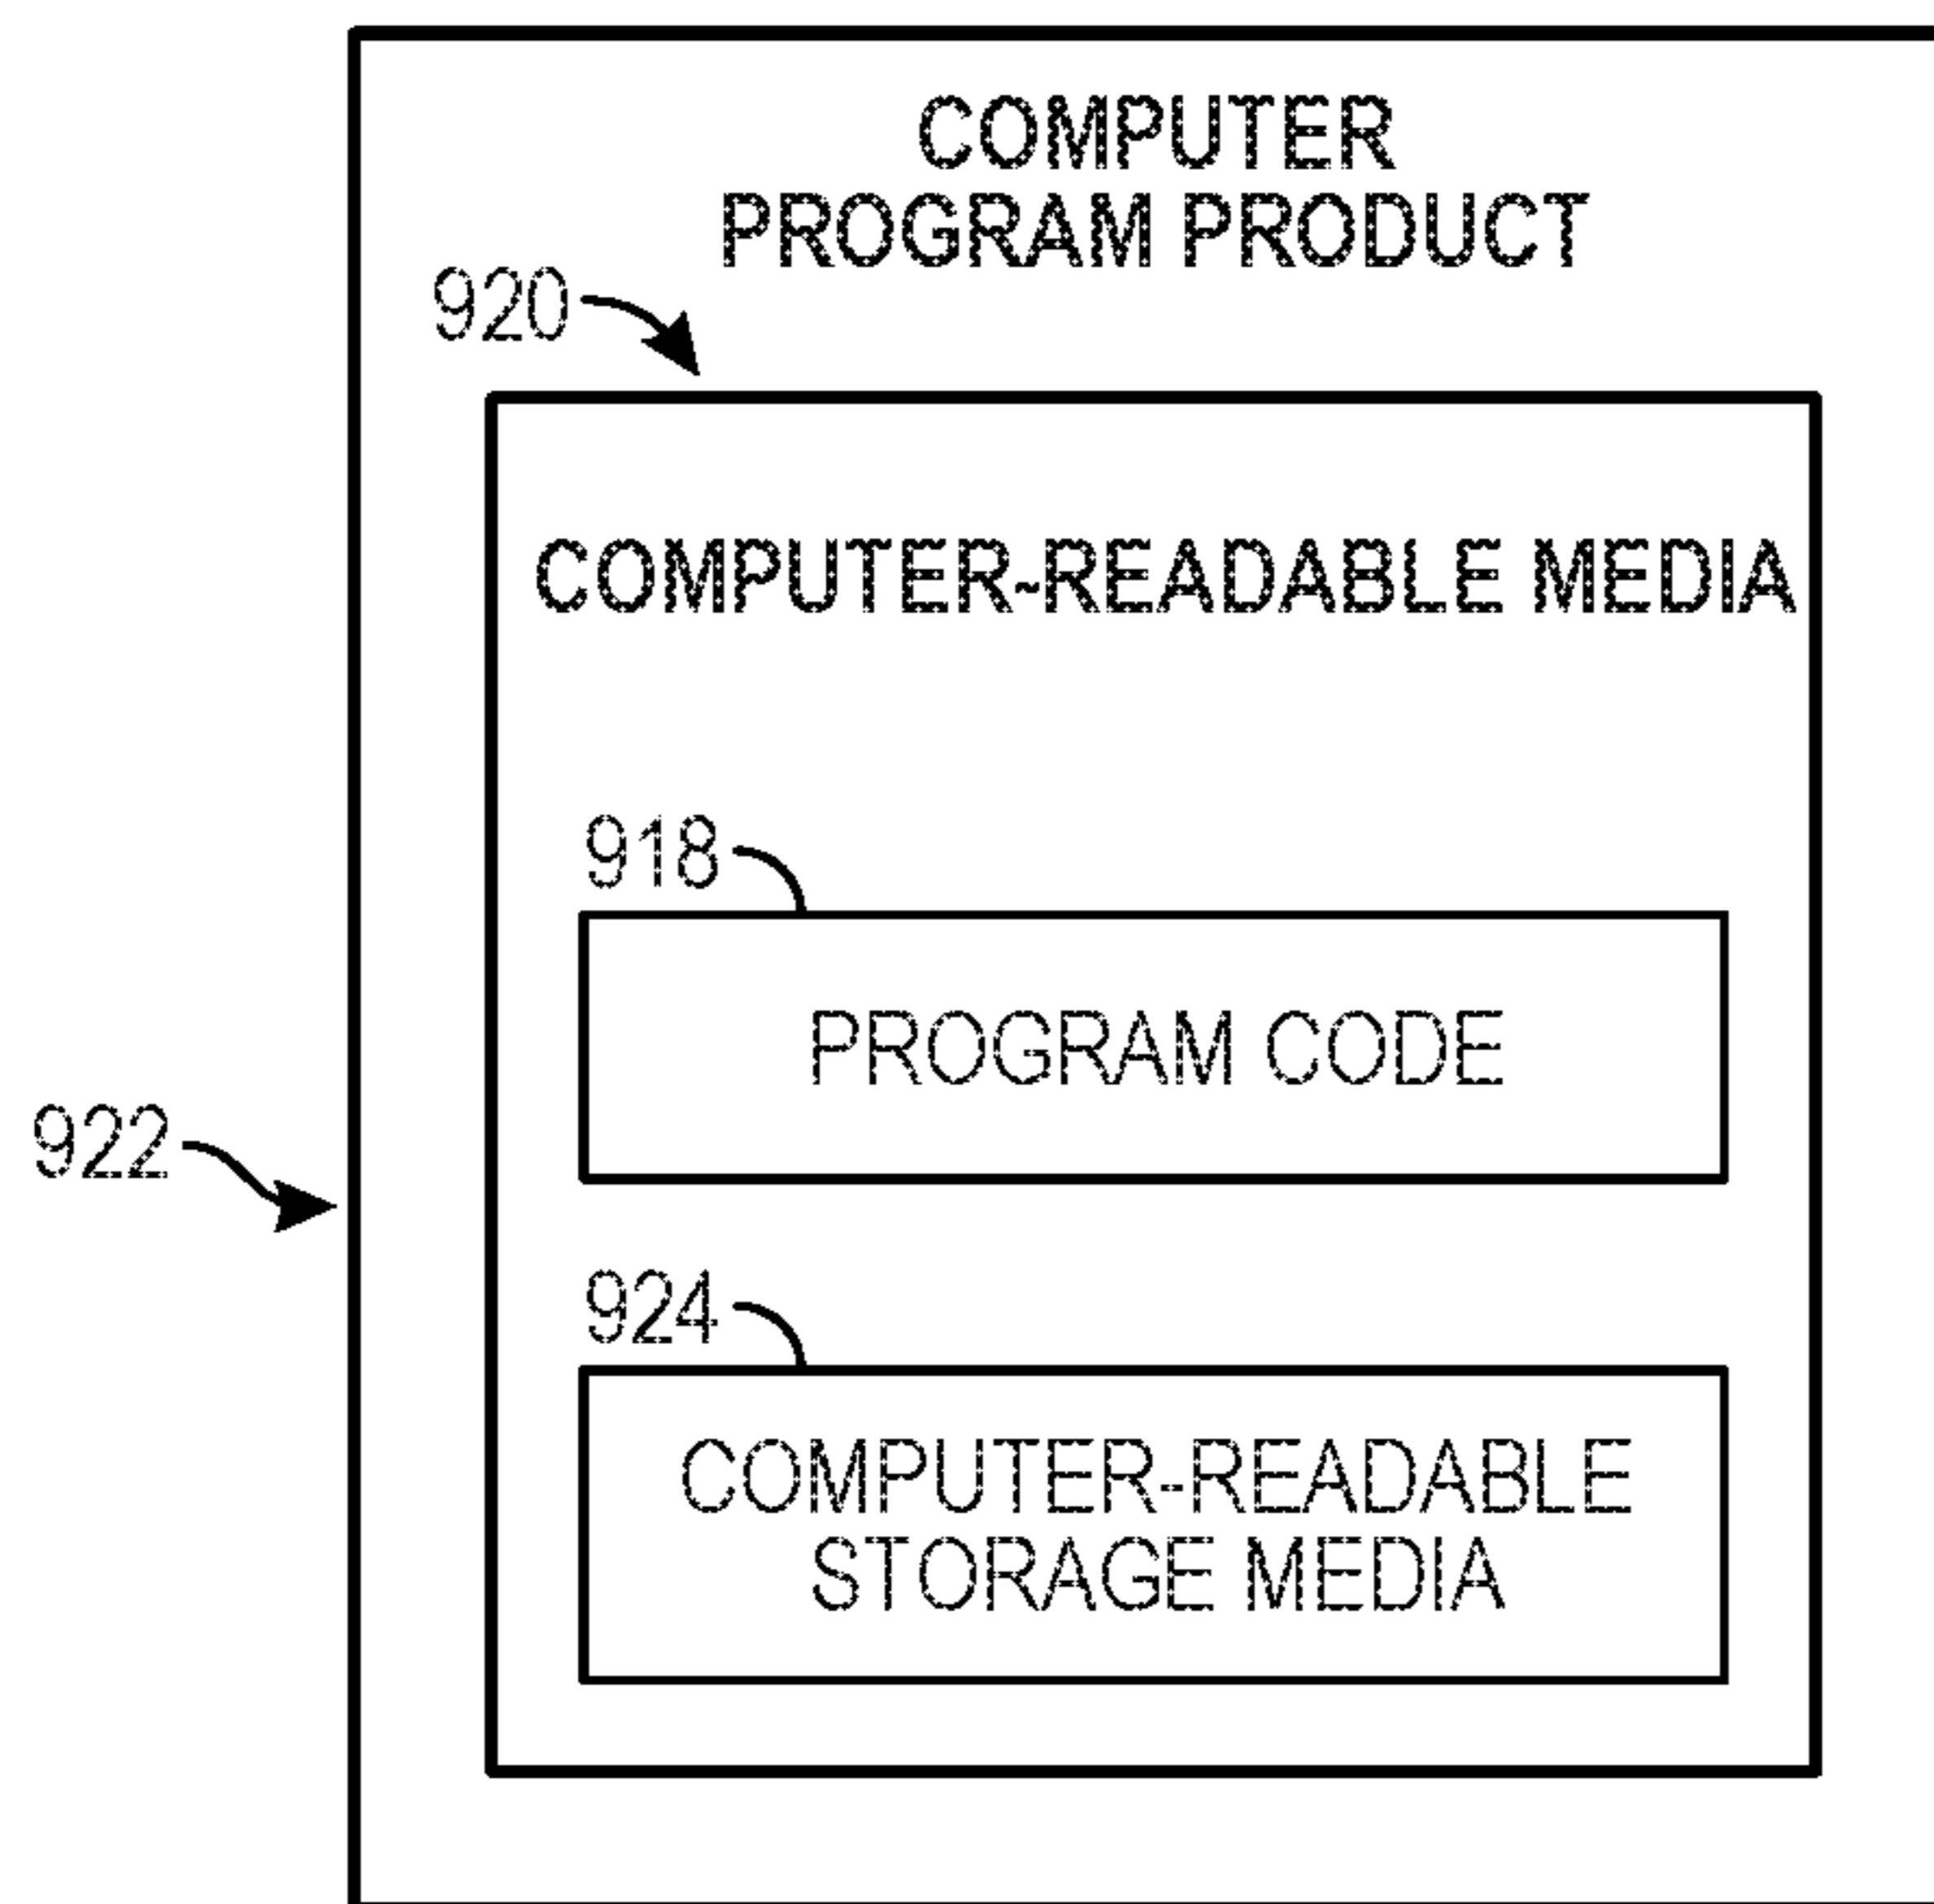 COMPUTER
PROGRAM PRODUCT
920
COMPUTER-READABLE MEDIA
918
PROGRAM CODE
922
924
COMPUTER-READABLE
STORAGE MEDIA